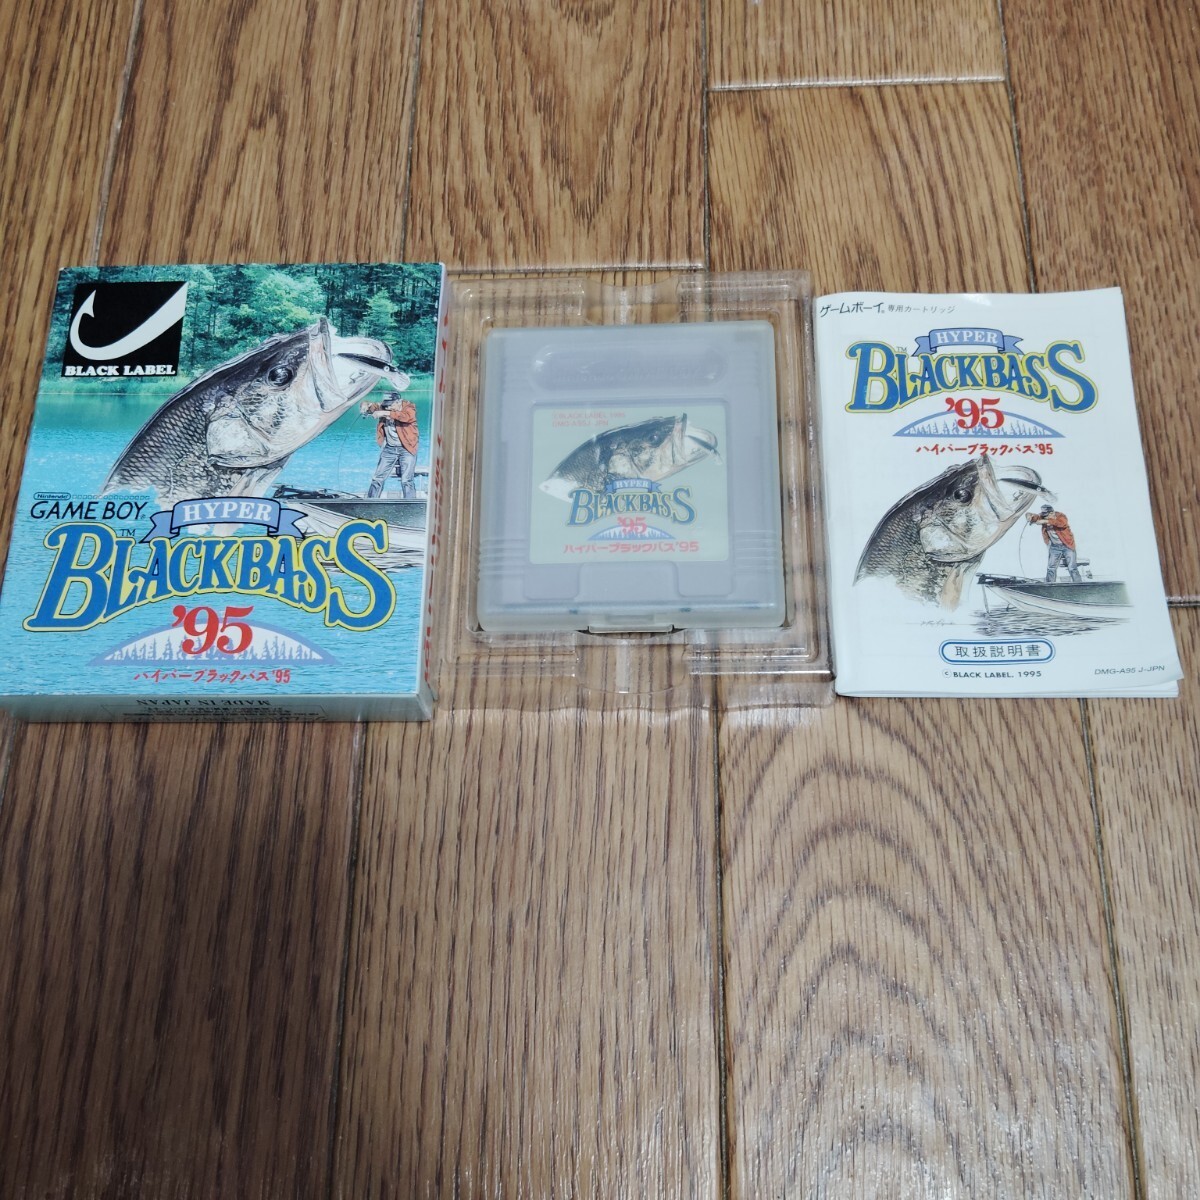 BLACK LABEL
Nintendo
GAME BOY
HYPER
BLACKBASS
TM
'95
ハイパーブラックバス'95
MADE IN JAPAN
HYPER
BLACKBASS
'95
ハイパーブラックバス'95
ゲームボーイ® 専用カートリッジ
HYPER
TM
BLACKBASS
'95
ハイパーブラックバス'95
取扱説明書
© BLACK LABEL. 1995
DMG-A95 J-JPN